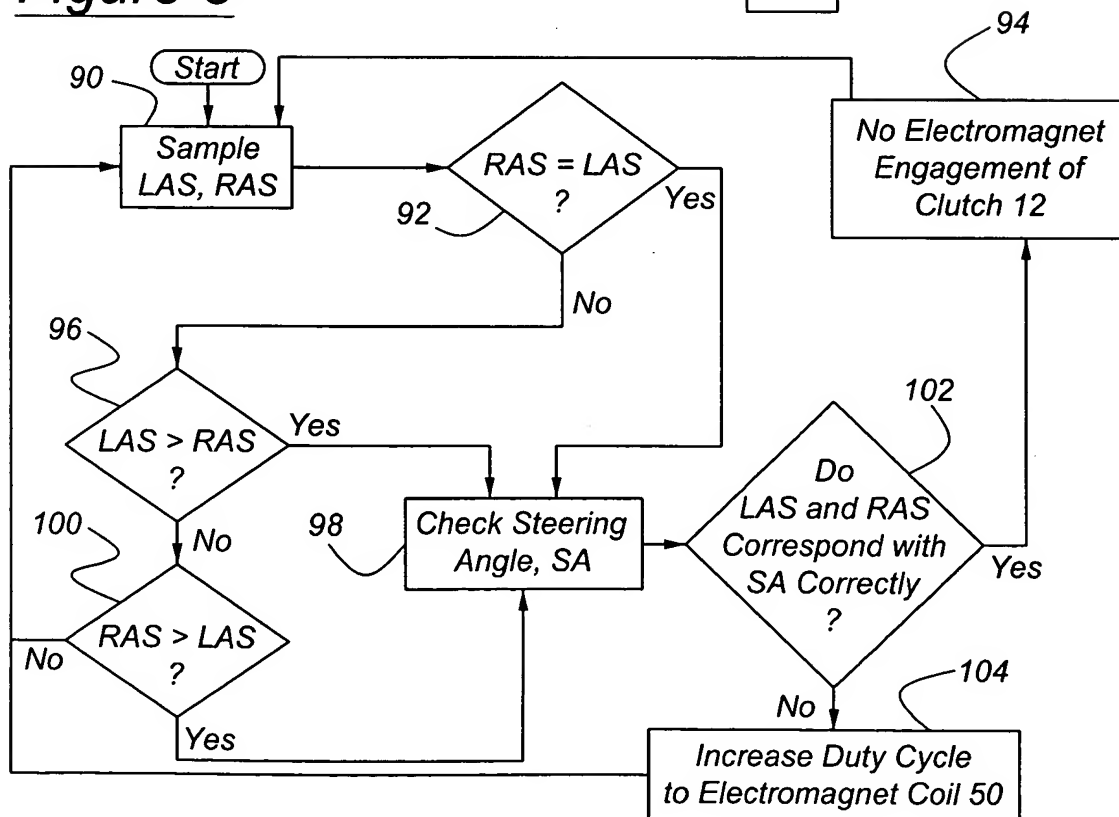 94
90
Start
Sample
LAS, RAS
RAS = LAS
?
Yes
92
No
No Electromagnet
Engagement of
Clutch 12
96
LAS > RAS
?
Yes
No
102
Do
LAS and RAS
Correspond with
SA Correctly
?
Yes
No
98
Check Steering
Angle, SA
100
RAS > LAS
?
No
Yes
104
Increase Duty Cycle
to Electromagnet Coil 50